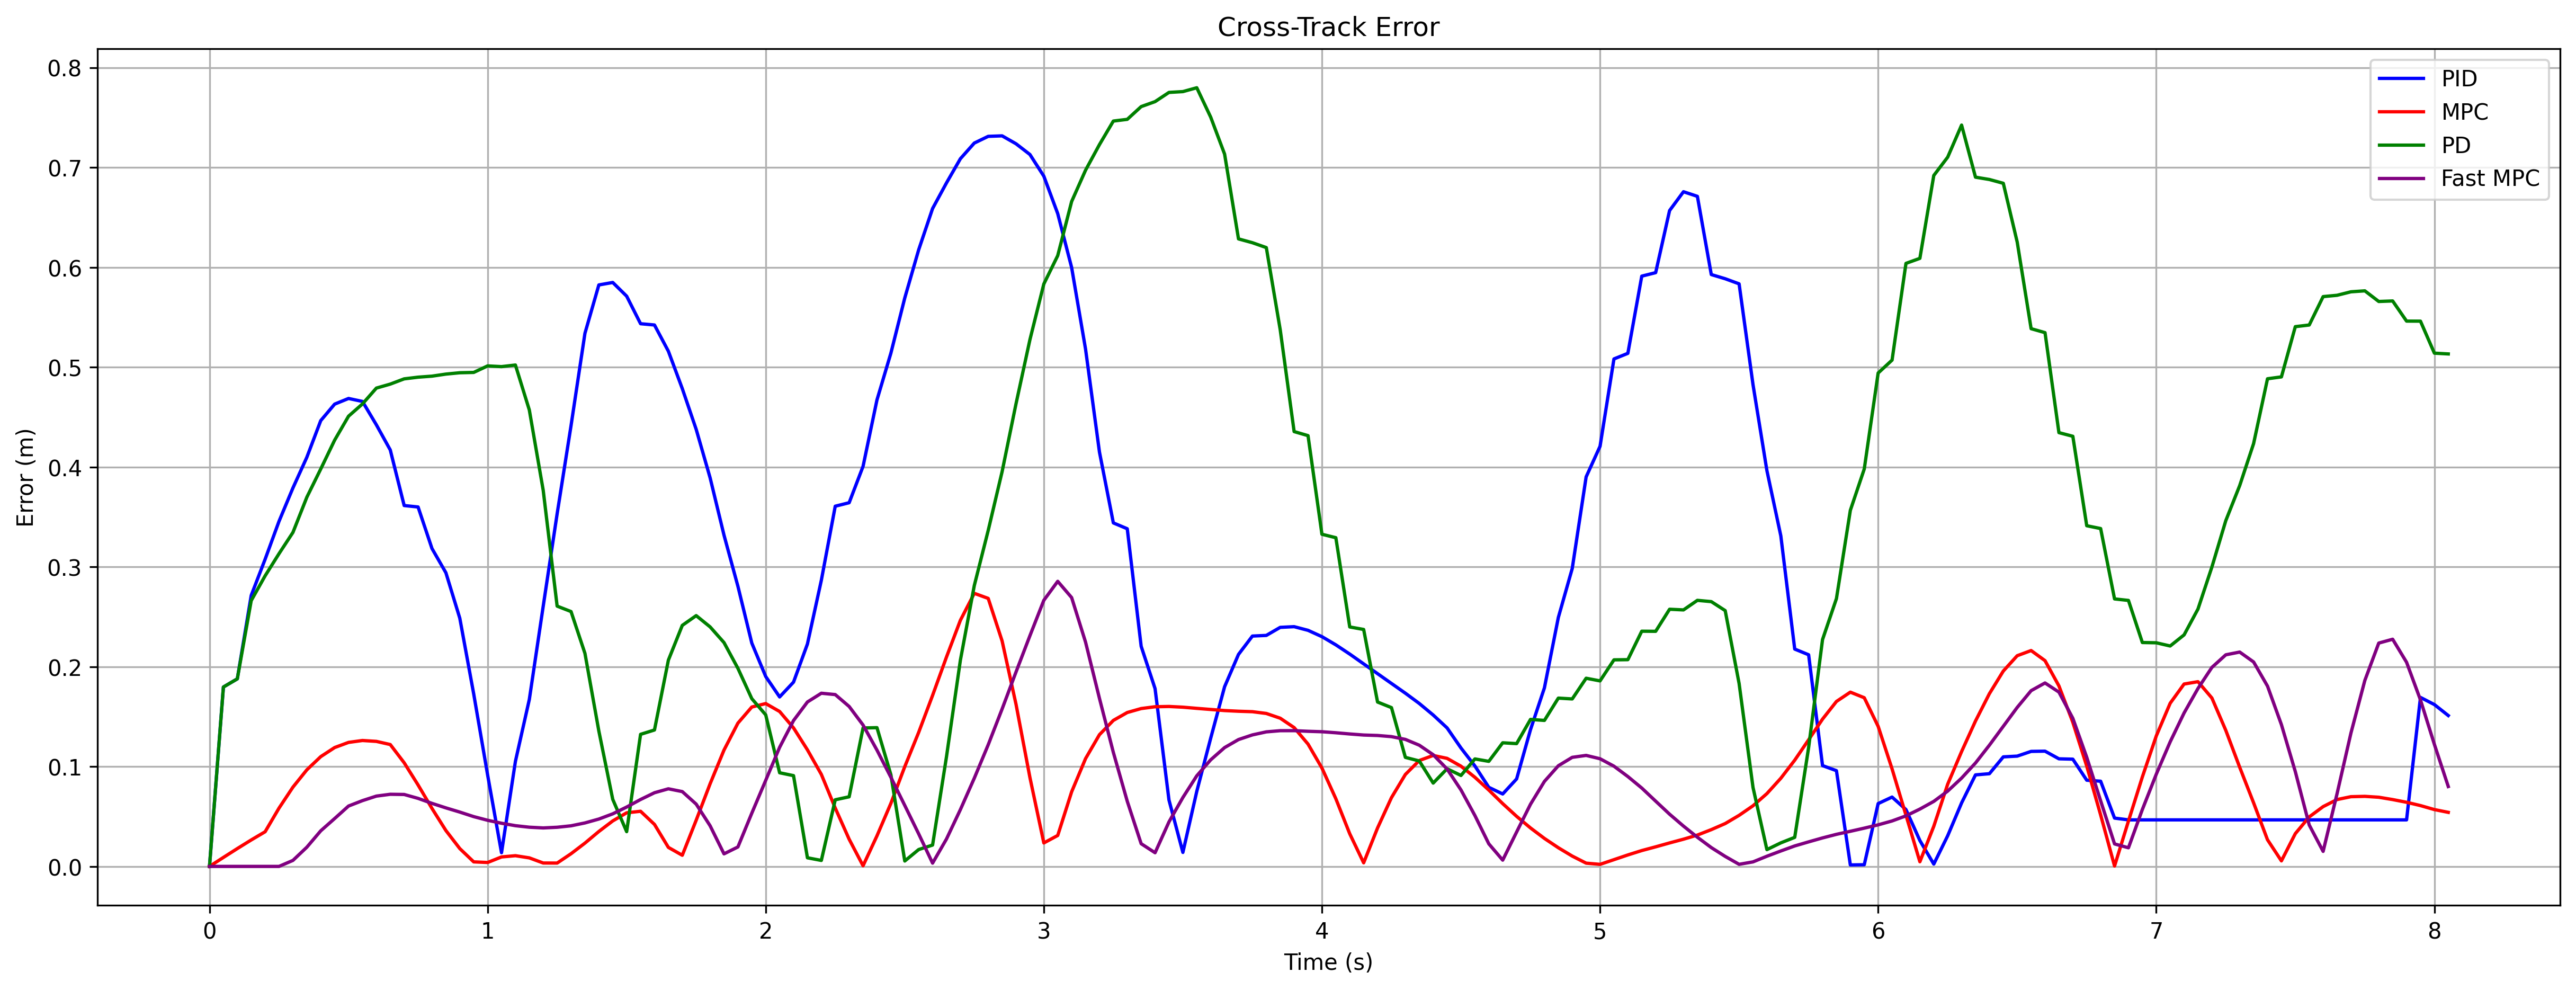 Cross-Track Error
PID
MPC
PD
Fast MPC
Error (m)
0.8
0.7
0.6
0.5
0.4
0.3
0.2
0.1
0.0
0 1 2 3 4 5 6 7 8
Time (s)